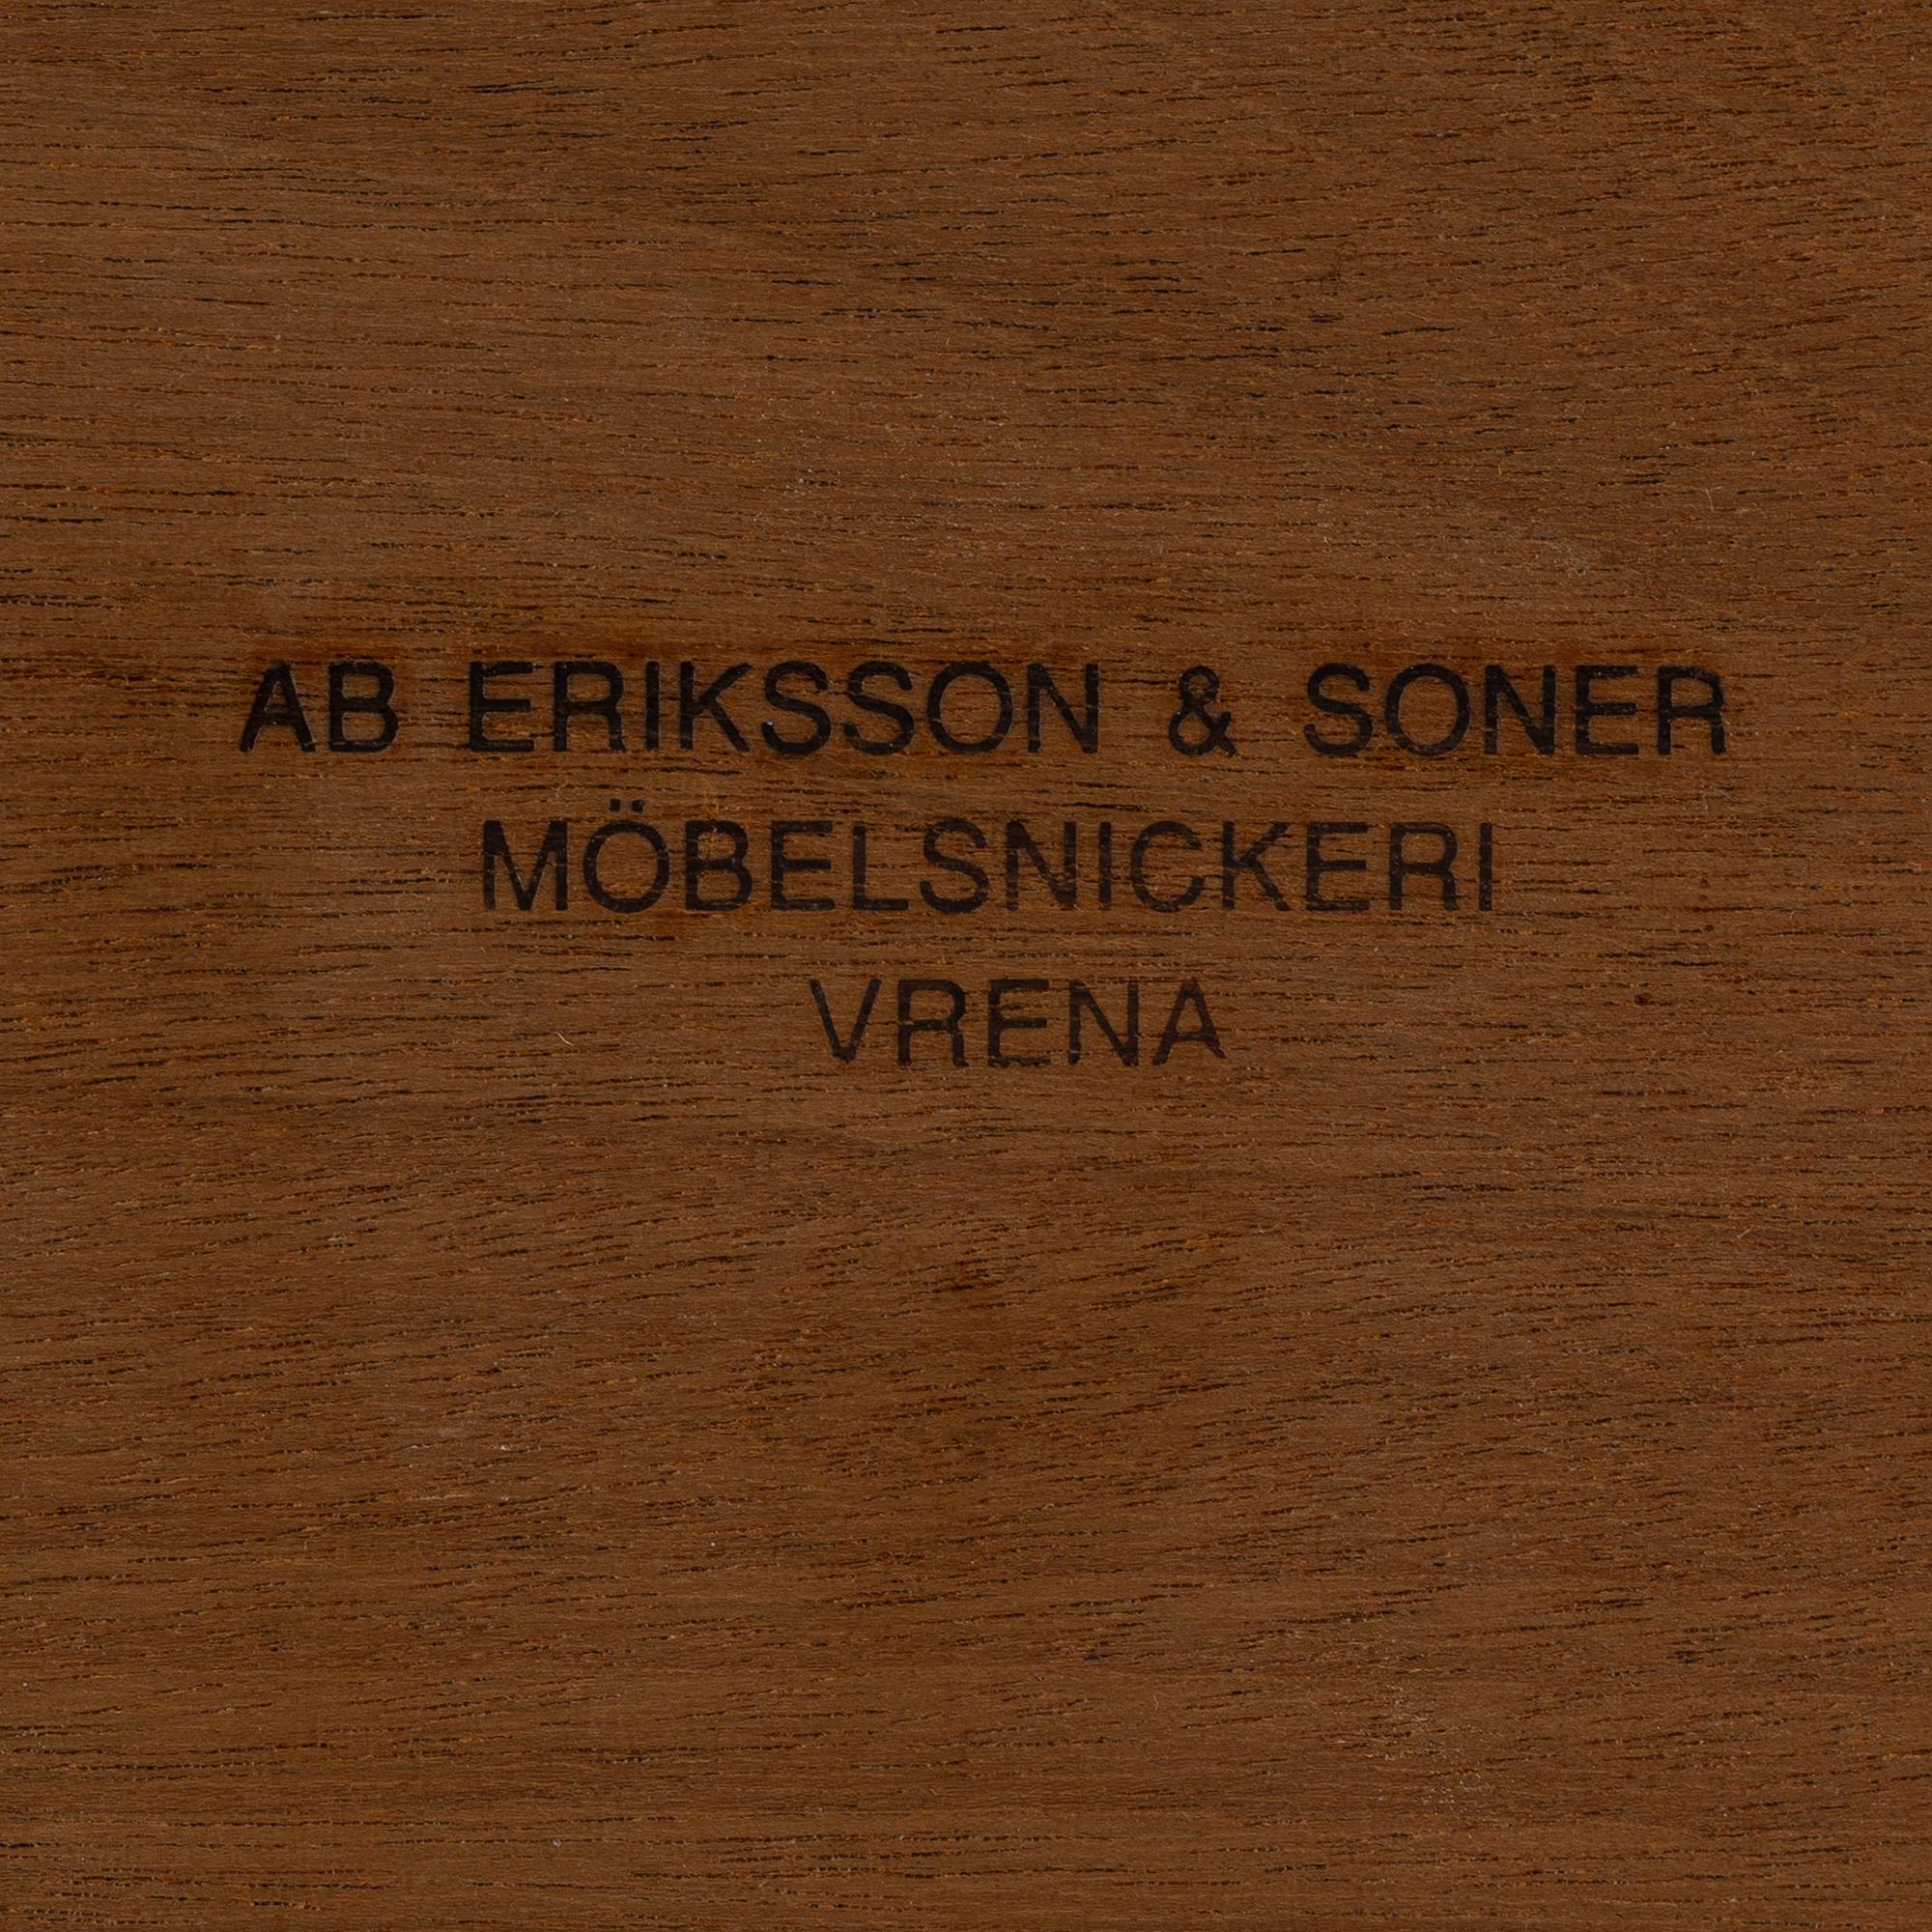 AB ERIKSSON & SONER
MÖBELSNICKERI
VRENA